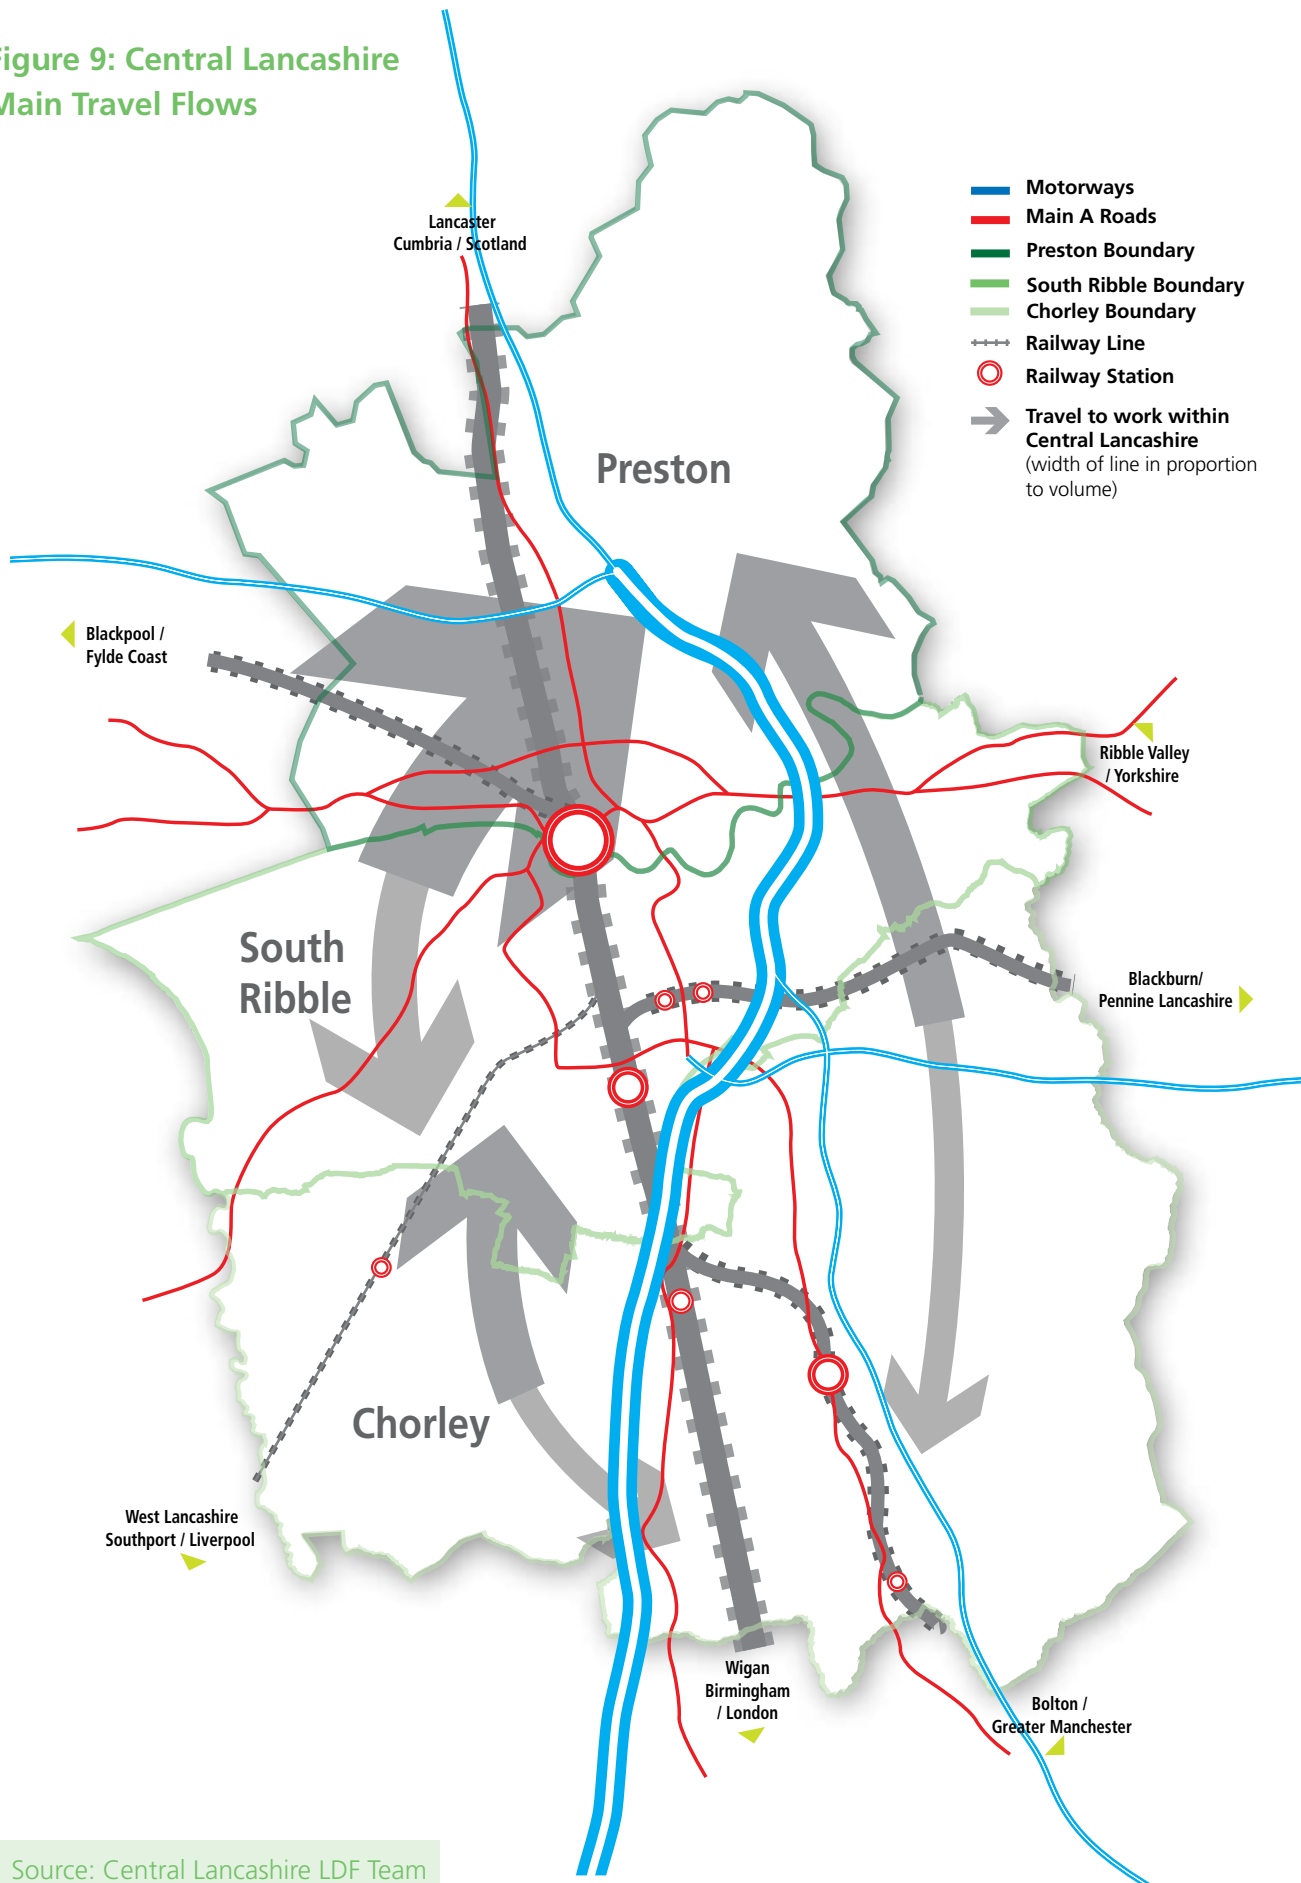 igure 9: Central Lancashire
Main Travel Flows
Motorways
Main A Roads
Preston Boundary
South Ribble Boundary
Chorley Boundary
Railway Line
Railway Station
Travel to work within
Central Lancashire
(width of line in proportion
to volume)
Lancaster
Cumbria / Scotland
Preston
Blackpool /
Fylde Coast
Ribble Valley
/ Yorkshire
South
Ribble
Blackburn/
Pennine Lancashire
Chorley
West Lancashire
Southport / Liverpool
Wigan
Birmingham
/ London
Bolton /
Greater Manchester
Source: Central Lancashire LDF Team